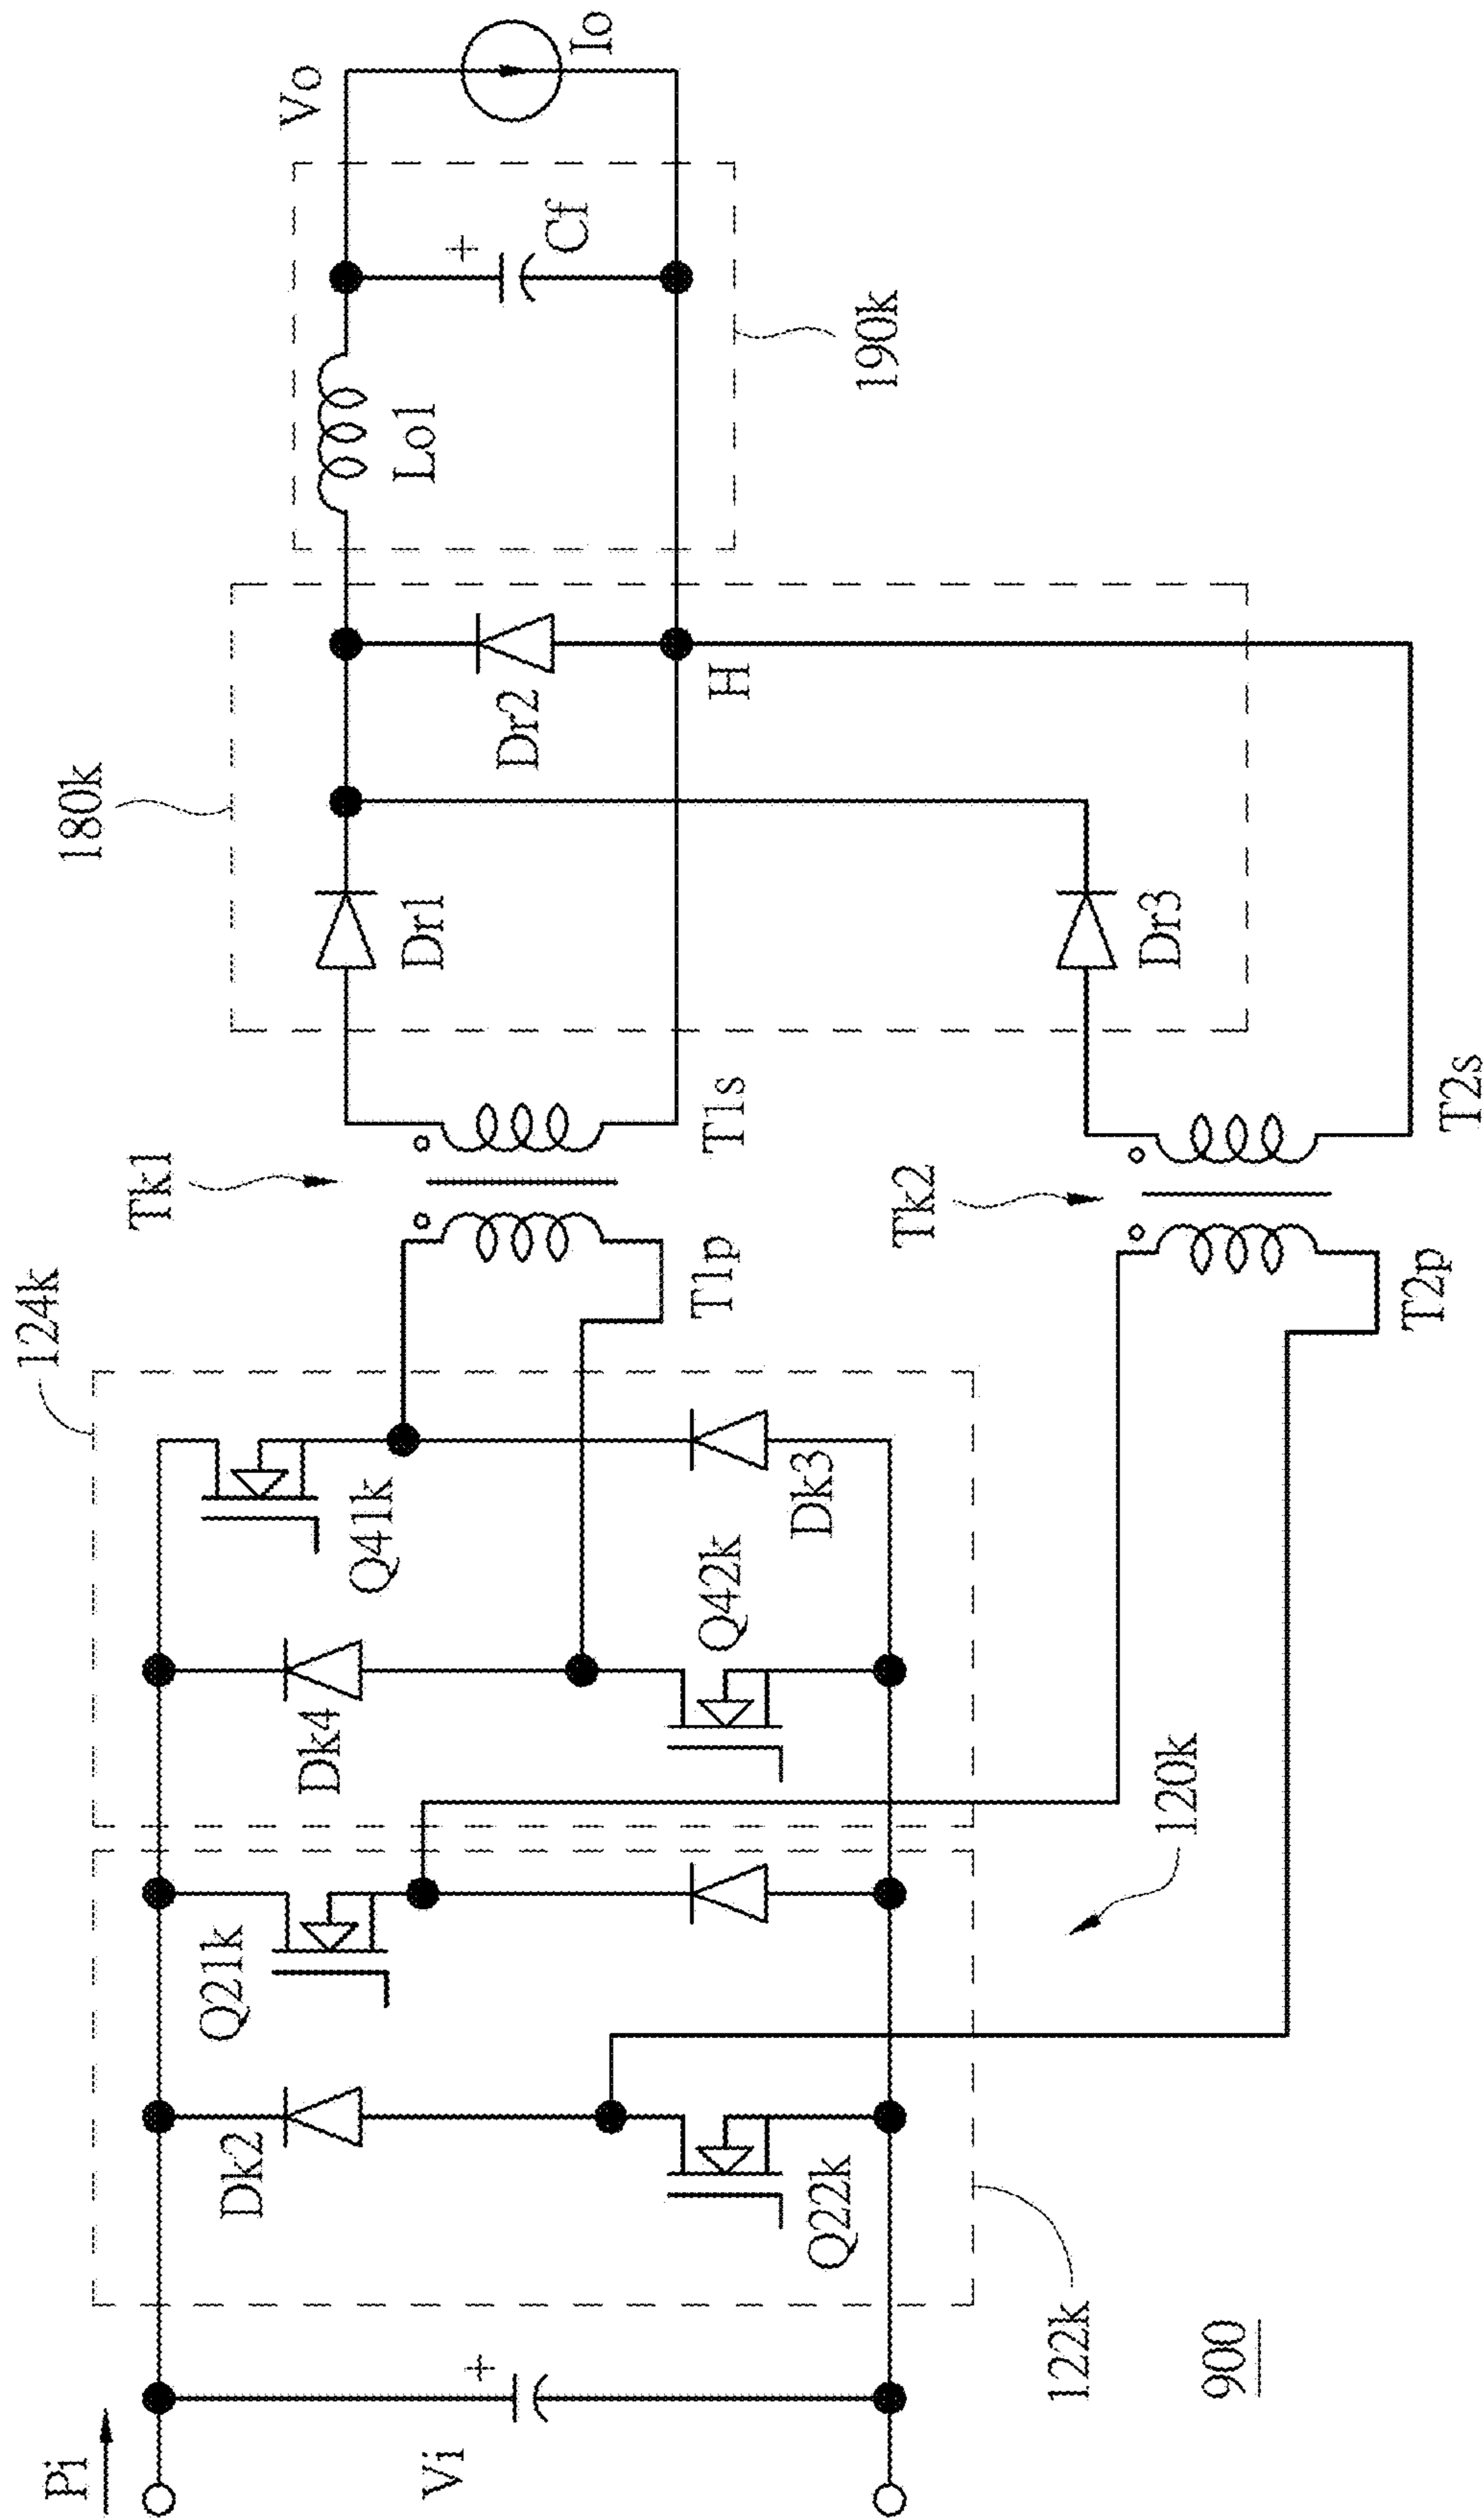 Pi
Vi
+
Dk2
Q22k
122k
Q21k
Dk4
Q42k
Q41k
Dk3
124k
120k
900
Tk1
T1p
T1s
Tk2
T2p
T2s
180k
Dr1
Dr2
Dr3
H
190k
Lo1
+
Cf
Vo
Io